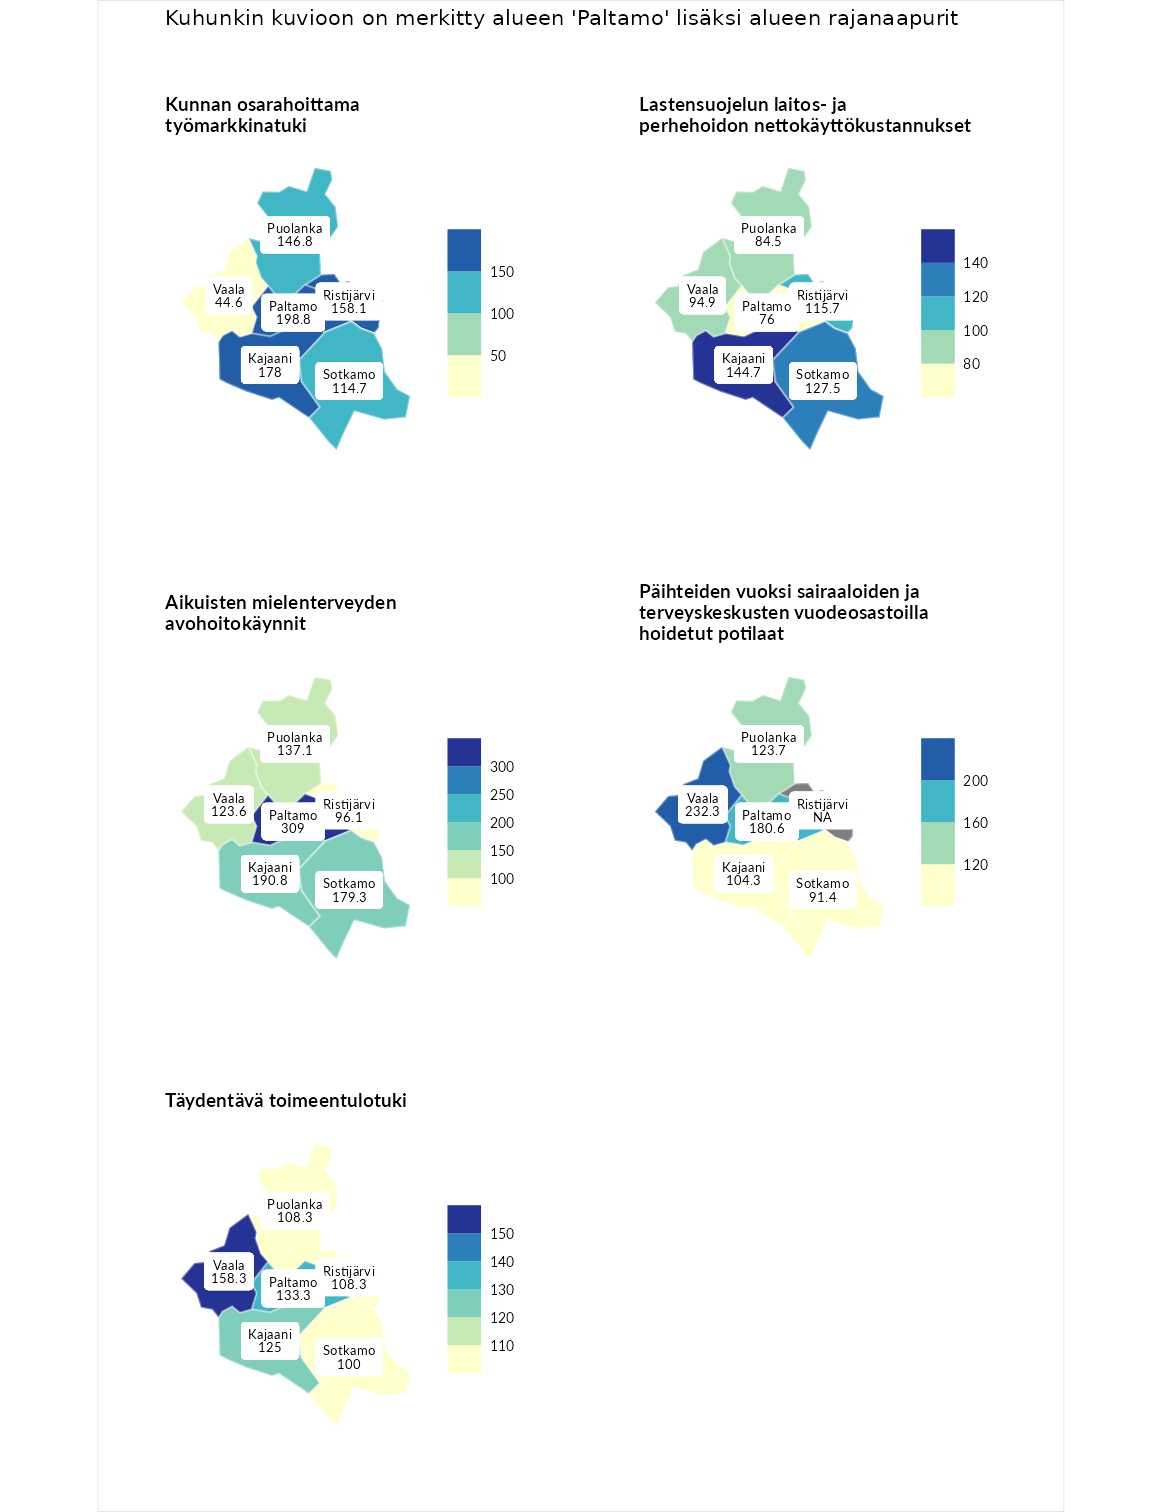 Kuhunkin kuvioon on merkitty alueen 'Paltamo' lisäksi alueen rajanaapurit
Kunnan osarahoittama
työmarkkinatuki
Puolanka
146.8
Vaala
44.6
Ristijärvi
158.1
Paltamo
198.8
Kajaani
178
Sotkamo
114.7
150
100
50
Lastensuojelun laitos- ja
perhehoidon nettokäyttökustannukset
Puolanka
84.5
Vaala
94.9
Ristijärvi
115.7
Paltamo
76
Kajaani
144.7
Sotkamo
127.5
140
120
100
80
Aikuisten mielenterveyden
avohoitokäynnit
Puolanka
137.1
Vaala
123.6
Ristijärvi
96.1
Paltamo
309
Kajaani
190.8
Sotkamo
179.3
300
250
200
150
100
Päihteiden vuoksi sairaaloiden ja
terveyskeskusten vuodeosastoilla
hoidetut potilaat
Puolanka
123.7
Vaala
232.3
Ristijärvi
NA
Paltamo
180.6
Kajaani
104.3
Sotkamo
91.4
200
160
120
Täydentävä toimeentulotuki
Puolanka
108.3
Vaala
158.3
Ristijärvi
108.3
Paltamo
133.3
Kajaani
125
Sotkamo
100
150
140
130
120
110